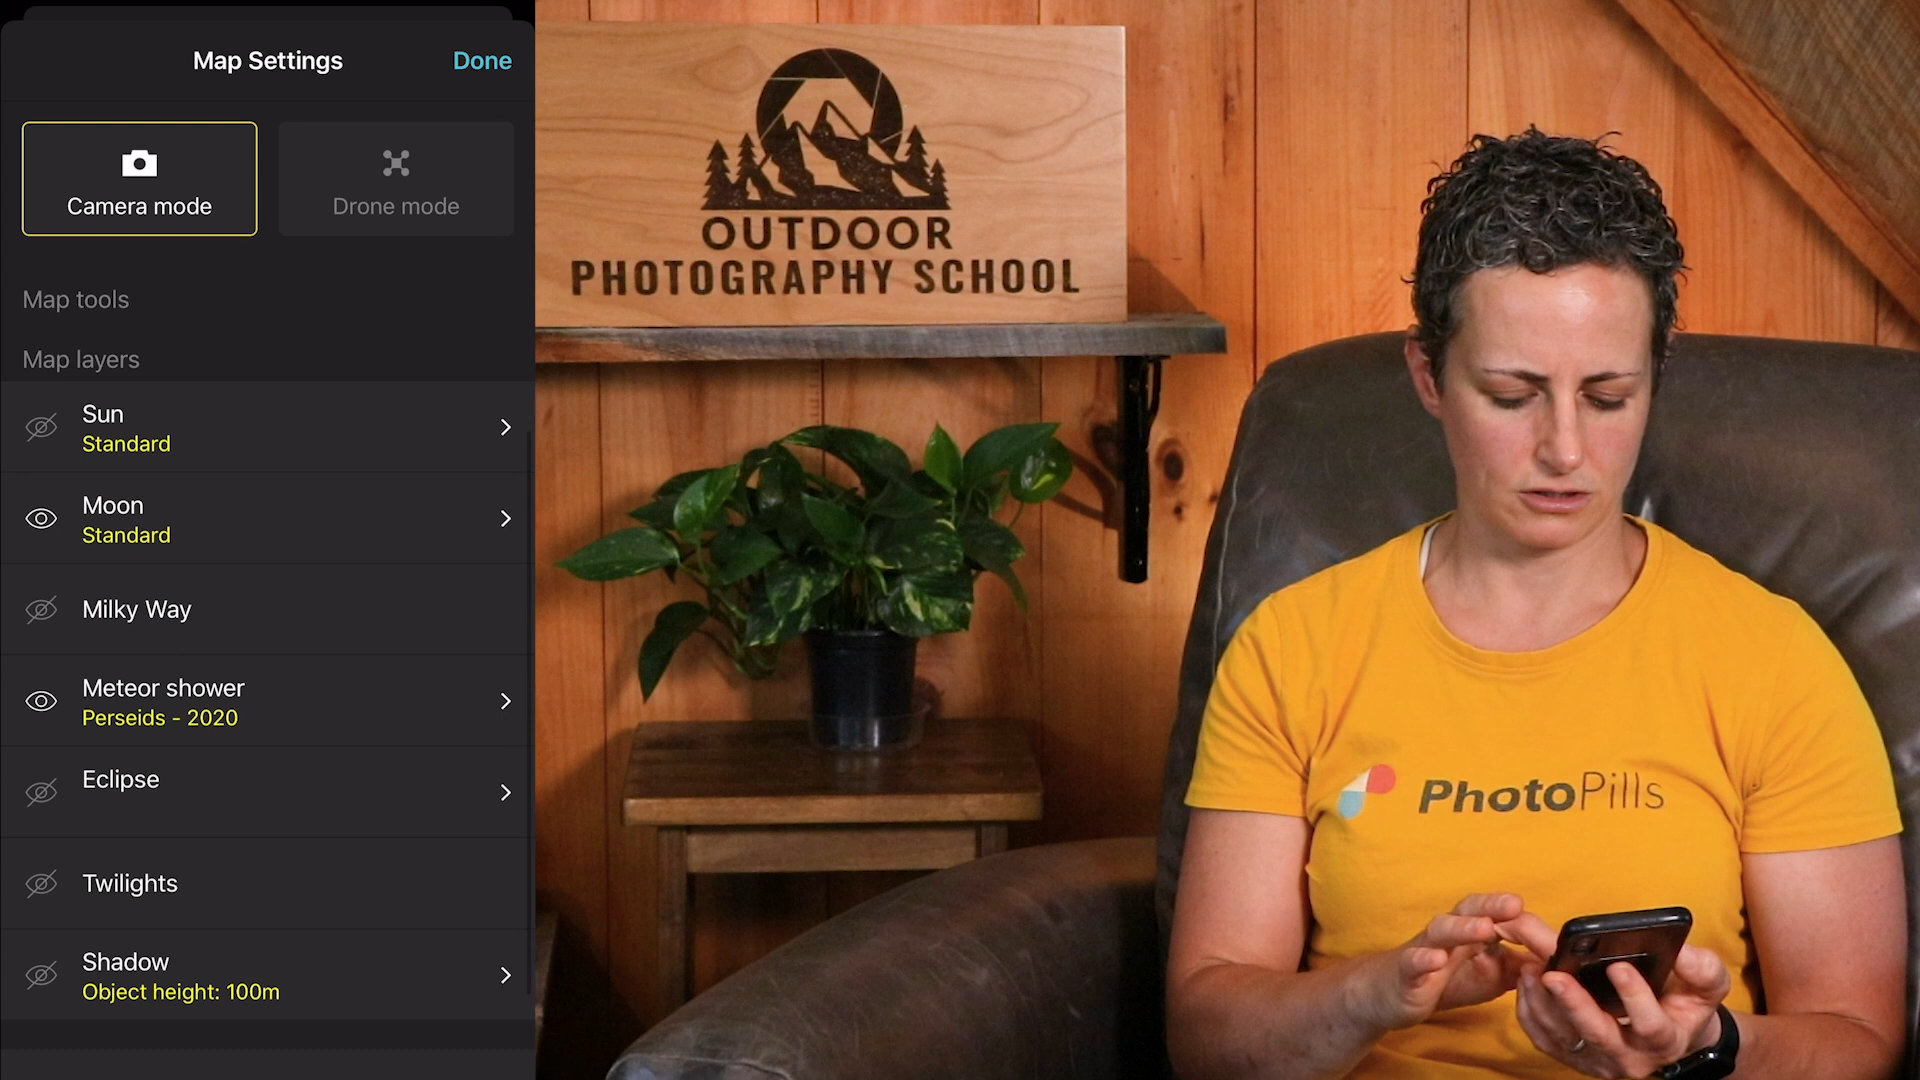 Map Settings
Done
Camera mode
Drone mode
Map tools
Map layers
Sun
Standard
Moon
Standard
Milky Way
Meteor shower
Perseids - 2020
Eclipse
Twilights
Shadow
Object height: 100m
OUTDOOR
PHOTOGRAPHY SCHOOL
PhotoPills